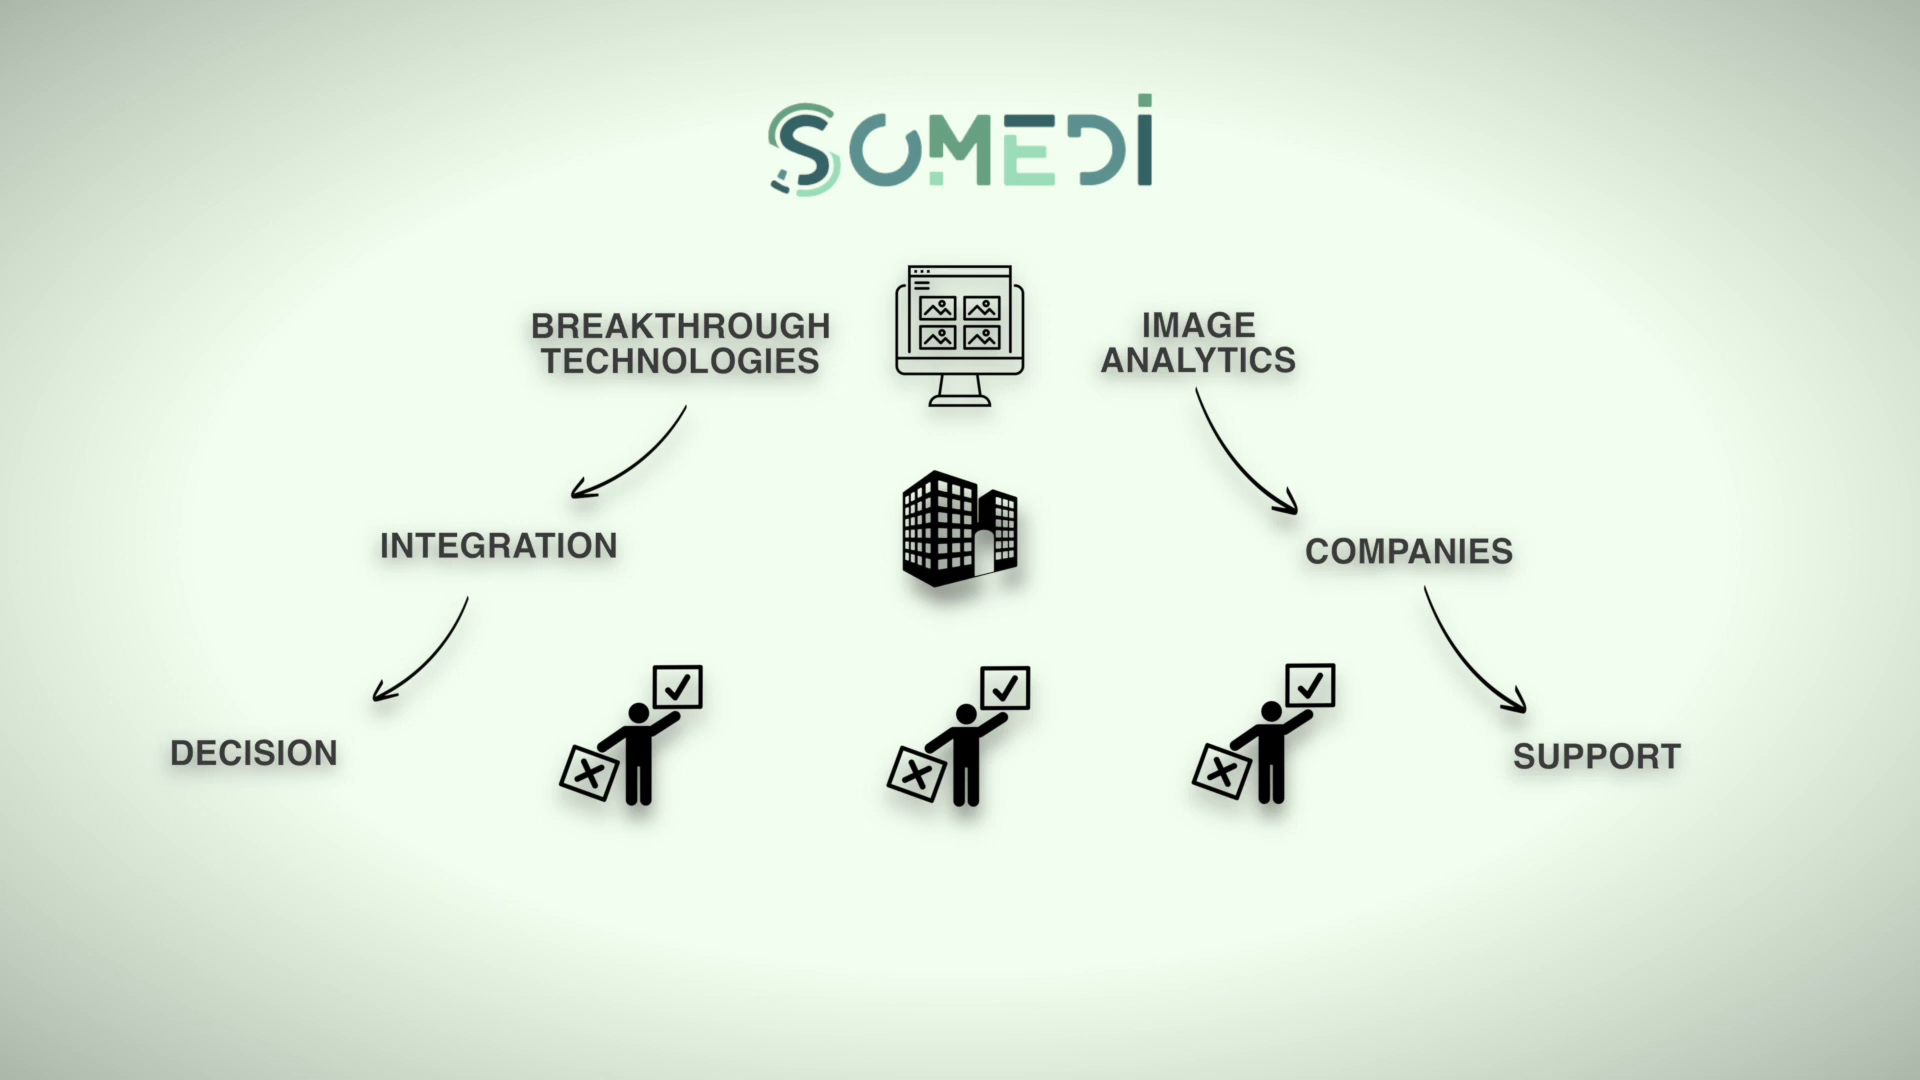 SOMEDI
BREAKTHROUGH
TECHNOLOGIES
IMAGE
ANALYTICS
INTEGRATION
COMPANIES
DECISION
SUPPORT